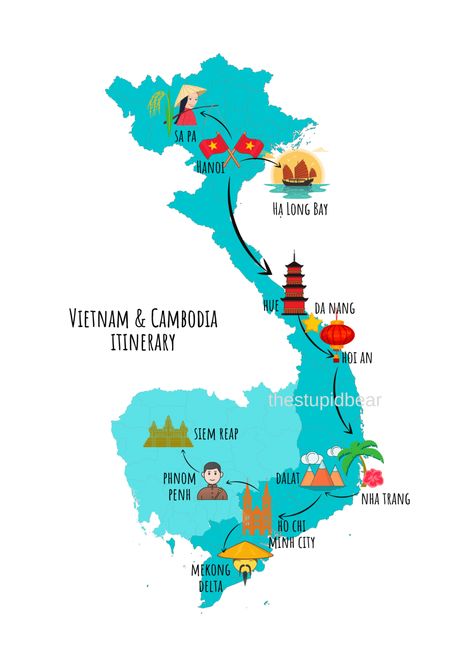 SA PA
HANOI
HẠ LONG BAY
HUE
DA NANG
VIETNAM & CAMBODIA
ITINERARY
HOI AN
thestupidbear
SIEM REAP
PHNOM
PENH
DALAT
NHA TRANG
HO CHI
MINH CITY
MEKONG
DELTA